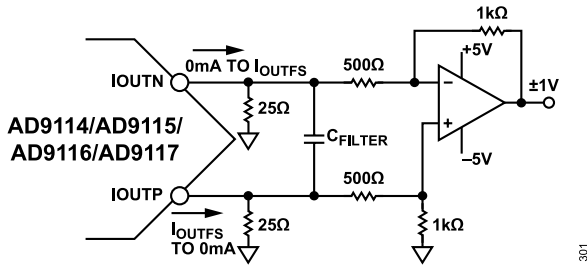 0mA TO IOUTFS
IOUTN
AD9114/AD9115/
AD9116/AD9117
IOUTP
IOUTFS
TO 0mA
25Ω
25Ω
CFILTER
500Ω
500Ω
1kΩ
+5V
−
+
–5V
±1V
1kΩ
301